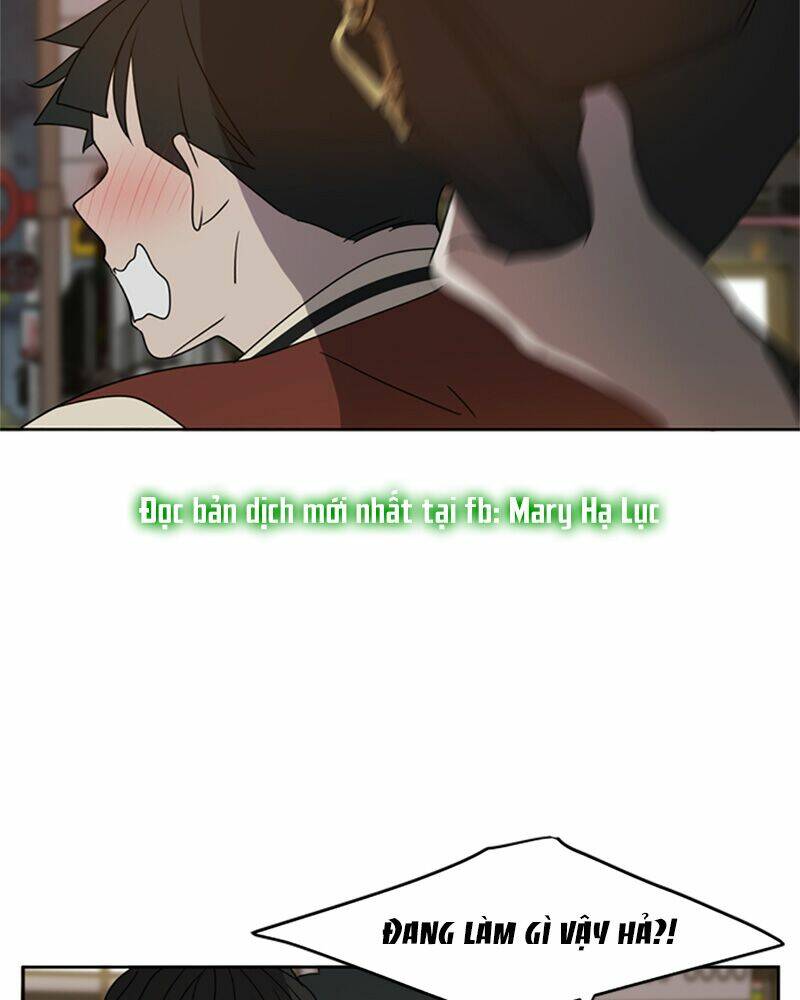 Đọc bản dịch mới nhất tại fb: Mary Hạ Lục
ĐANG LÀM GÌ VẬY HẢ?!